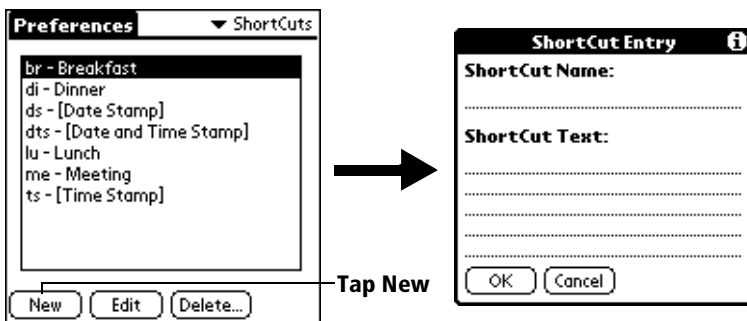 Preferences
ShortCuts
br - Breakfast
di - Dinner
ds - [Date Stamp]
dts - [Date and Time Stamp]
lu - Lunch
me - Meeting
ts - [Time Stamp]
New Edit Delete...
Tap New
ShortCut Entry i
ShortCut Name:
ShortCut Text:
OK Cancel